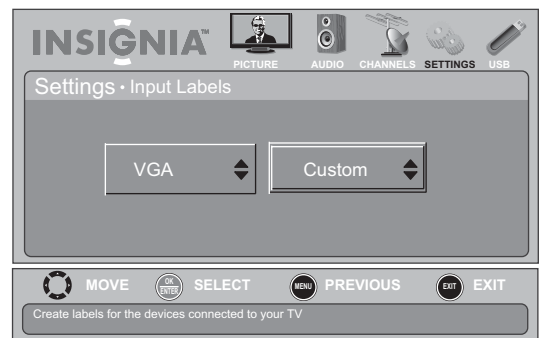 INSIGNIA™
PICTURE AUDIO CHANNELS SETTINGS USB
Settings • Input Labels
VGA Custom
MOVE OK ENTER SELECT MENU PREVIOUS EXIT EXIT
Create labels for the devices connected to your TV